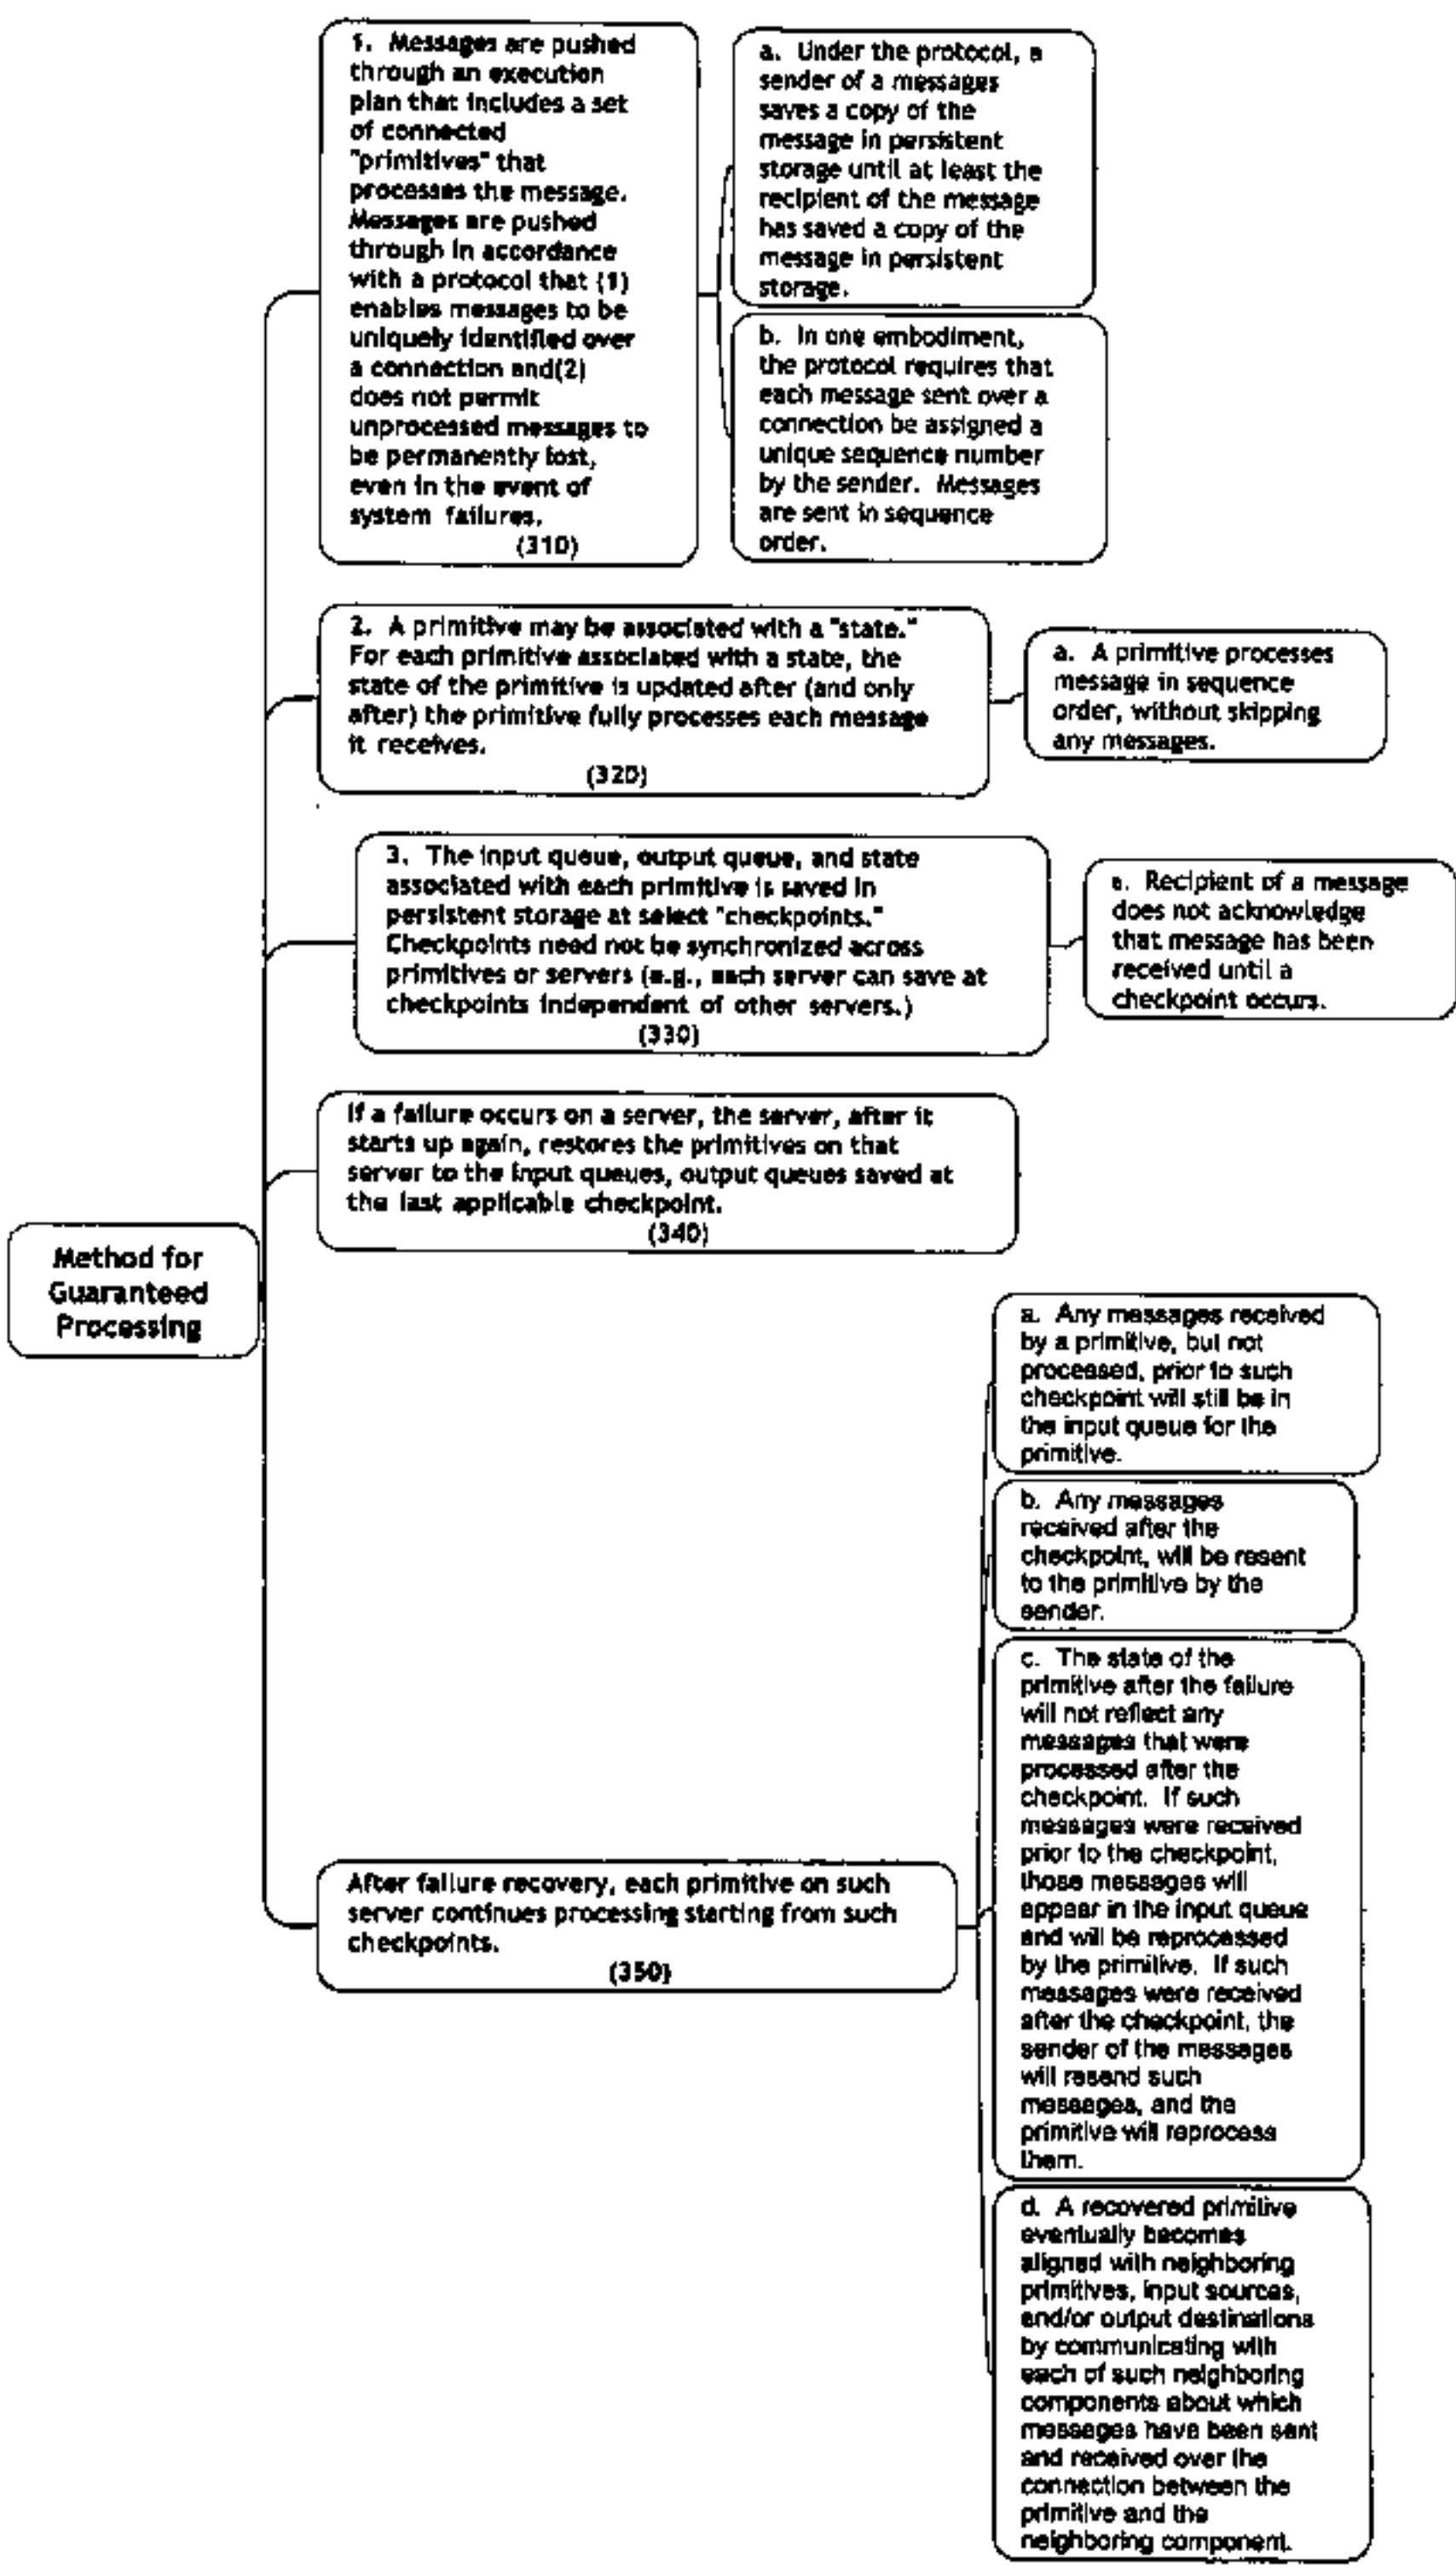 1. Messages are pushed
through an execution
plan that includes a set
of connected
"primitives" that
processes the message.
Messages are pushed
through in accordance
with a protocol that (1)
enables messages to be
uniquely identified over
a connection and(2)
does not permit
unprocessed messages to
be permanently lost,
even in the event of
system failures.
(310)
a. Under the protocol, a
sender of a messages
saves a copy of the
message in persistent
storage until at least the
recipient of the message
has saved a copy of the
message in persistent
storage.
b. In one embodiment,
the protocol requires that
each message sent over a
connection be assigned a
unique sequence number
by the sender. Messages
are sent in sequence
order.
2. A primitive may be associated with a "state."
For each primitive associated with a state, the
state of the primitive is updated after (and only
after) the primitive fully processes each message
it receives.
(320)
a. A primitive processes
message in sequence
order, without skipping
any messages.
3. The input queue, output queue, and state
associated with each primitive is saved in
persistent storage at select "checkpoints."
Checkpoints need not be synchronized across
primitives or servers (e.g., each server can save at
checkpoints independent of other servers.)
(330)
a. Recipient of a message
does not acknowledge
that message has been
received until a
checkpoint occurs.
If a failure occurs on a server, the server, after it
starts up again, restores the primitives on that
server to the input queues, output queues saved at
the last applicable checkpoint.
(340)
Method for
Guaranteed
Processing
After failure recovery, each primitive on such
server continues processing starting from such
checkpoints.
(350)
a. Any messages received
by a primitive, but not
processed, prior to such
checkpoint will still be in
the input queue for the
primitive.
b. Any messages
received after the
checkpoint, will be resent
to the primitive by the
sender.
c. The state of the
primitive after the failure
will not reflect any
messages that were
processed after the
checkpoint. If such
messages were received
prior to the checkpoint,
those messages will
appear in the input queue
and will be reprocessed
by the primitive. If such
messages were received
after the checkpoint, the
sender of the messages
will resend such
messages, and the
primitive will reprocess
them.
d. A recovered primitive
eventually becomes
aligned with neighboring
primitives, input sources,
and/or output destinations
by communicating with
each of such neighboring
components about which
messages have been sent
and received over the
connection between the
primitive and the
neighboring component.